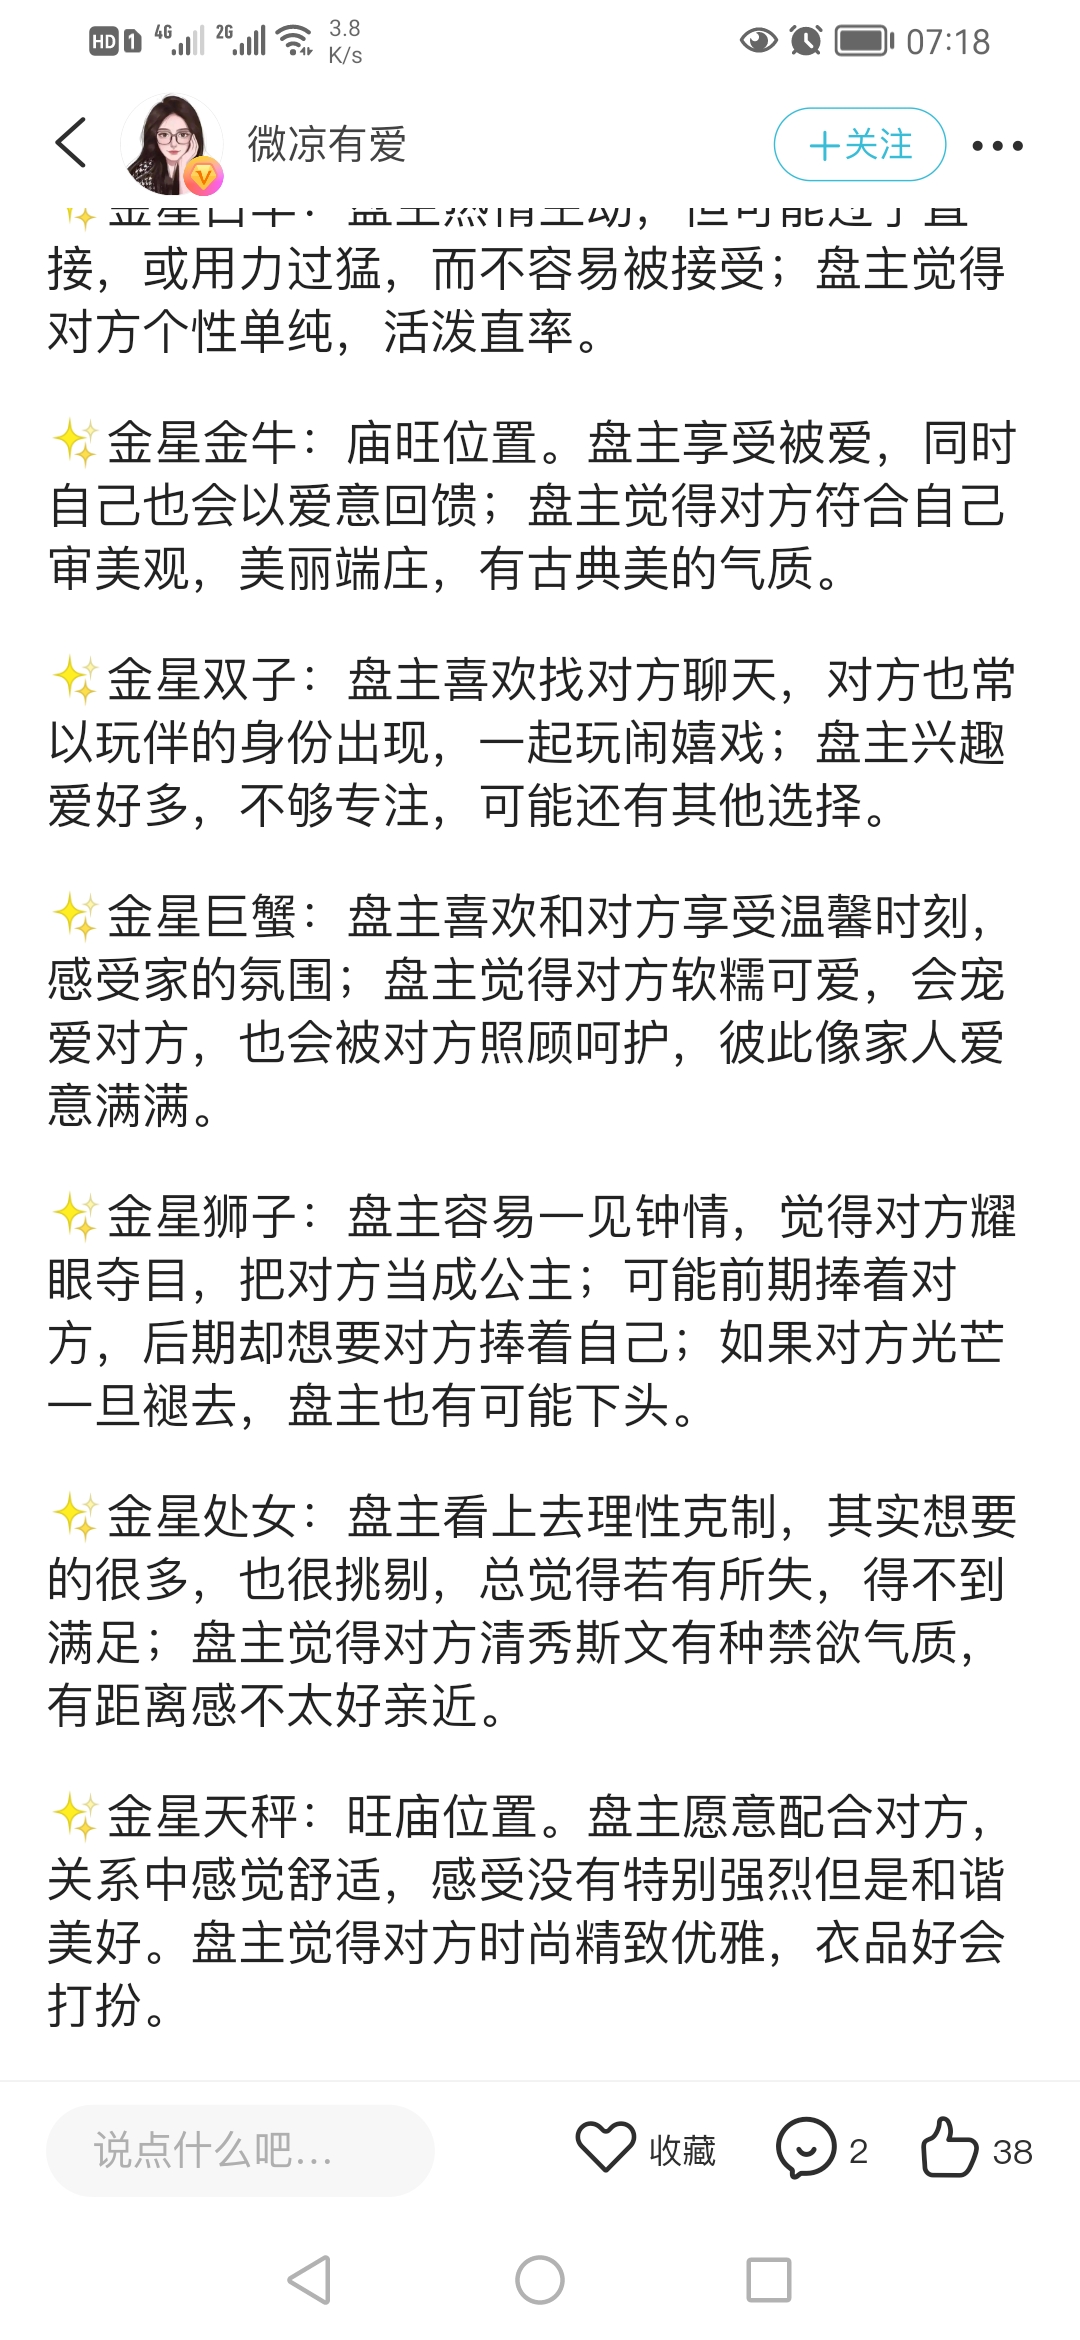 HD 1 4G 2G 3.8 K/s 07:18
微凉有爱
+关注
金星白羊：盘主热情主动，但可能过于直
接，或用力过猛，而不容易被接受；盘主觉得
对方个性单纯，活泼直率。
✨金星金牛：庙旺位置。盘主享受被爱，同时
自己也会以爱意回馈；盘主觉得对方符合自己
审美观，美丽端庄，有古典美的气质。
✨金星双子：盘主喜欢找对方聊天，对方也常
以玩伴的身份出现，一起玩闹嬉戏；盘主兴趣
爱好多，不够专注，可能还有其他选择。
✨金星巨蟹：盘主喜欢和对方享受温馨时刻，
感受家的氛围；盘主觉得对方软糯可爱，会宠
爱对方，也会被对方照顾呵护，彼此像家人爱
意满满。
✨金星狮子：盘主容易一见钟情，觉得对方耀
眼夺目，把对方当成公主；可能前期捧着对
方，后期却想要对方捧着自己；如果对方光芒
一旦褪去，盘主也有可能下头。
✨金星处女：盘主看上去理性克制，其实想要
的很多，也很挑剔，总觉得若有所失，得不到
满足；盘主觉得对方清秀斯文有种禁欲气质，
有距离感不太好亲近。
✨金星天秤：旺庙位置。盘主愿意配合对方，
关系中感觉舒适，感受没有特别强烈但是和谐
美好。盘主觉得对方时尚精致优雅，衣品好会
打扮。
说点什么吧...
收藏
2
38